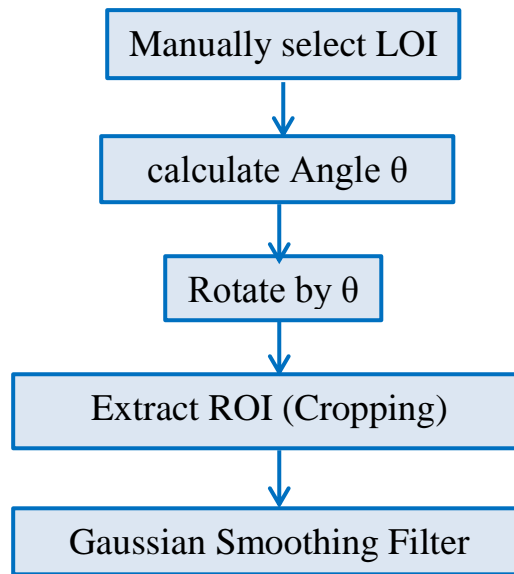 Manually select LOI
calculate Angle θ
Rotate by θ
Extract ROI (Cropping)
Gaussian Smoothing Filter